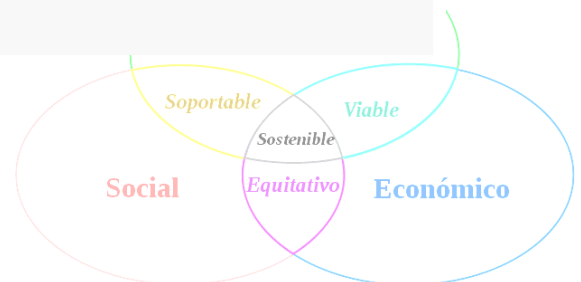 Soportable
Viable
Sostenible
Social
Equitativo
Económico